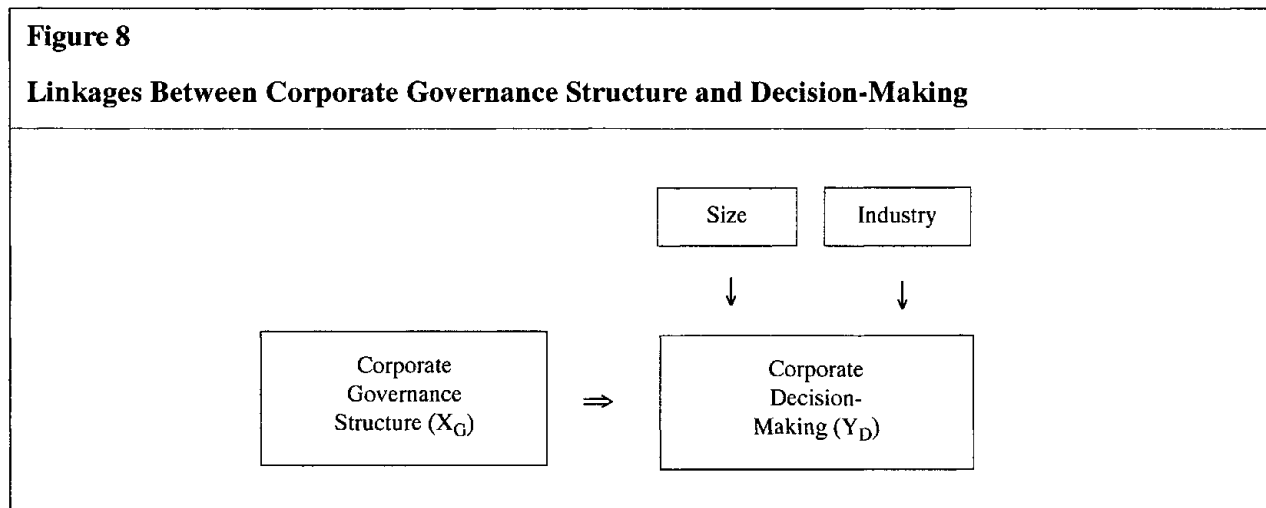 Figure 8
Linkages Between Corporate Governance Structure and Decision-Making
Size
Industry
Corporate
Governance
Structure (X_G)
Corporate
Decision-
Making (Y_D)